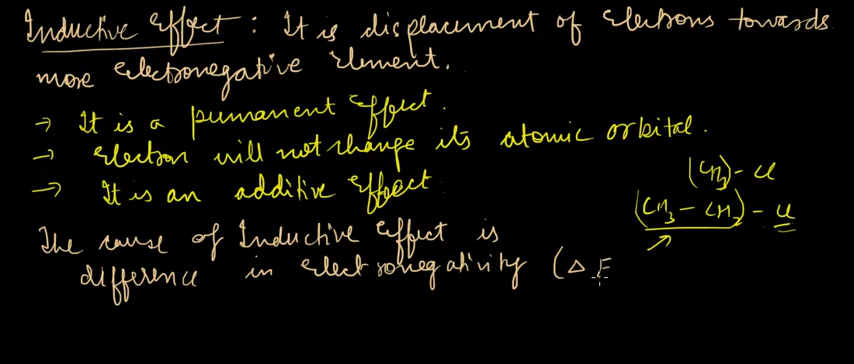 Inductive Effect : It is displacement of Electrons towards
more Electronegative Element.
→ It is a permanent Effect.
→ Electron will not change its atomic orbital.
→ It is an additive Effect.
(CH3) - Cl
(CH3 - CH2) - Cl
The cause of Inductive Effect is
difference in Electronegativity (Δ E